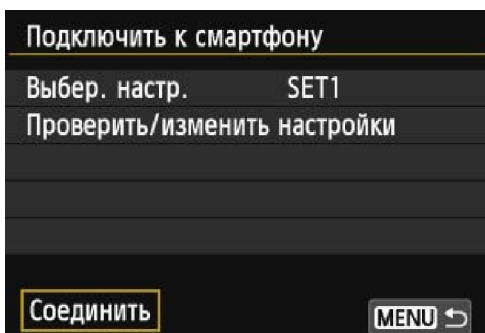 Подключить к смартфону
Выбер. настр. SET1
Проверить/изменить настройки
Соединить MENU